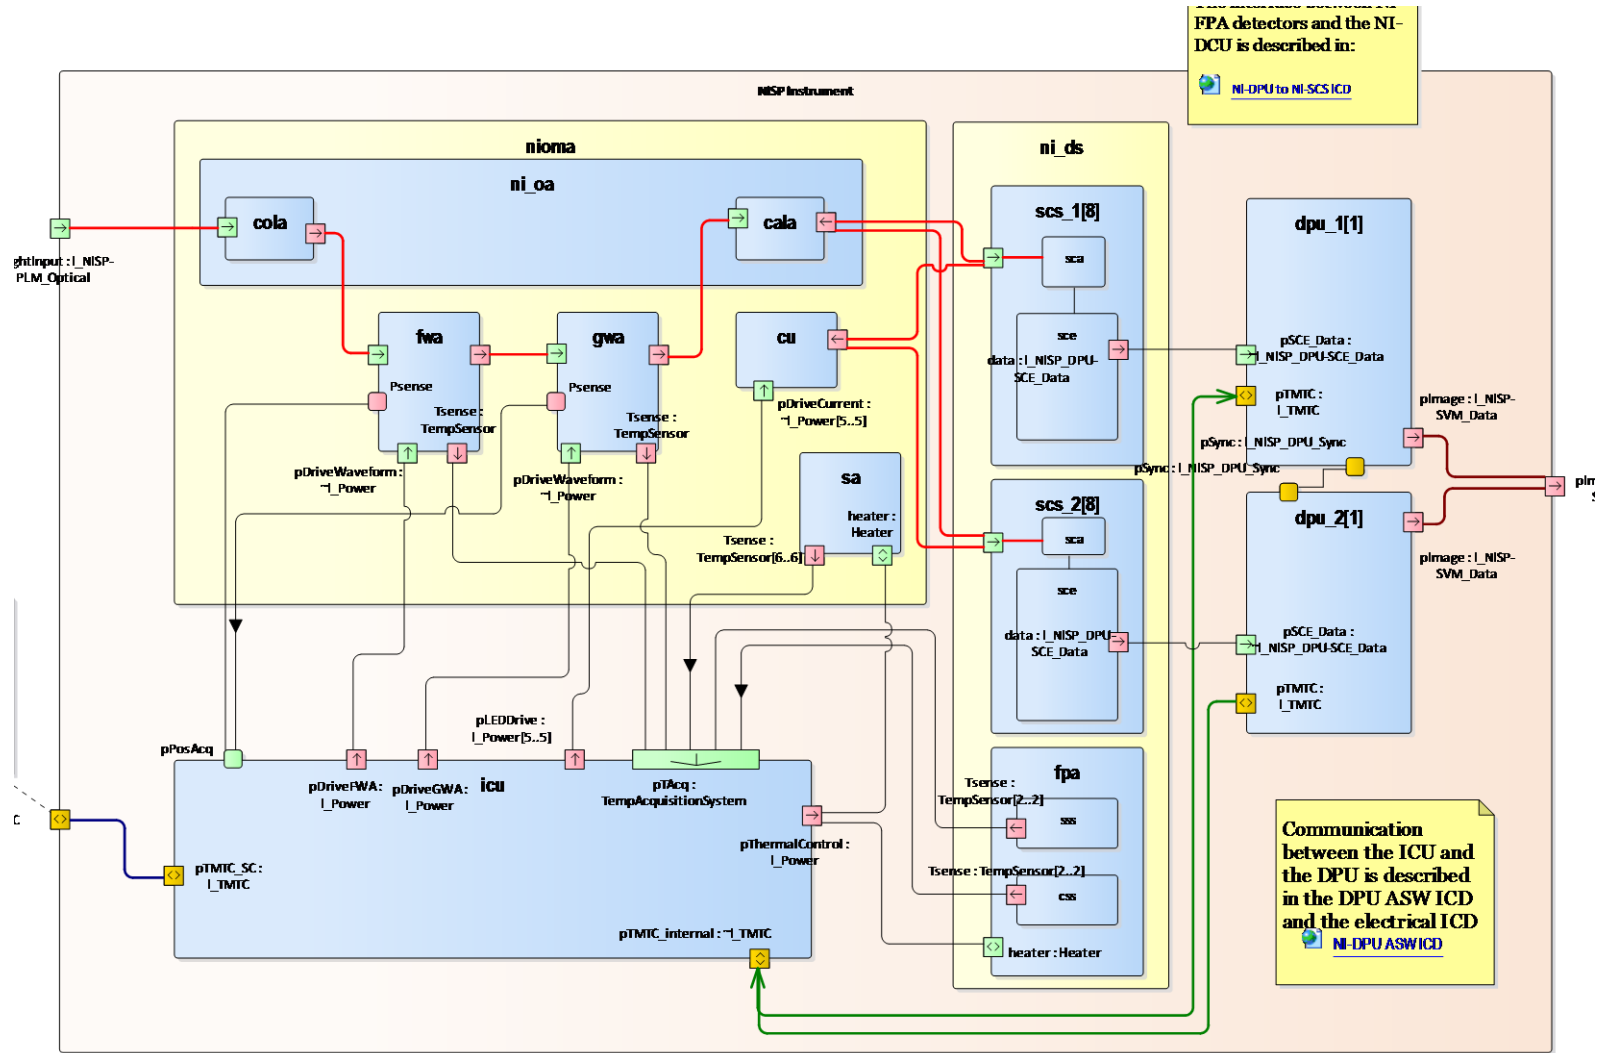 FPA detectors and the NI-
DCU is described in:
NI-DPU to NI-SCS ICD
NISP Instrument
nioma
ni_oa
cola
cala
ni_ds
scs_1[8]
sca
sce
data : I_NISP_DPU-
SCE_Data
dpu_1[1]
pSCE_Data :
~I_NISP_DPU-SCE_Data
pTMTC :
I_TMTC
pSync : I_NISP_DPU_Sync
pImage : I_NISP-
SVM_Data
ghtInput : I_NISP-
PLM_Optical
fwa
Psense
Tsense :
TempSensor
pDriveWaveform :
~I_Power
gwa
Psense
Tsense :
TempSensor
pDriveWaveform :
~I_Power
cu
pDriveCurrent :
~I_Power[5..5]
sa
heater :
Heater
Tsense :
TempSensor[6..6]
pSync : I_NISP_DPU_Sync
scs_2[8]
sca
sce
data : I_NISP_DPU-
SCE_Data
dpu_2[1]
pSCE_Data :
~I_NISP_DPU-SCE_Data
pTMTC :
I_TMTC
pImage : I_NISP-
SVM_Data
pIm
pPosAcq
pDriveFWA :
I_Power
pDriveGWA :
I_Power
pLEDDrive :
I_Power[5..5]
icu
pTAcq :
TempAcquisitionSystem
pThermalControl :
I_Power
pTMTC_SC :
I_TMTC
pTMTC_internal : ~I_TMTC
C
fpa
Tsense :
TempSensor[2..2]
sss
Tsense : TempSensor[2..2]
css
heater : Heater
Communication
between the ICU and
the DPU is described
in the DPU ASW ICD
and the electrical ICD
NI-DPU ASW ICD